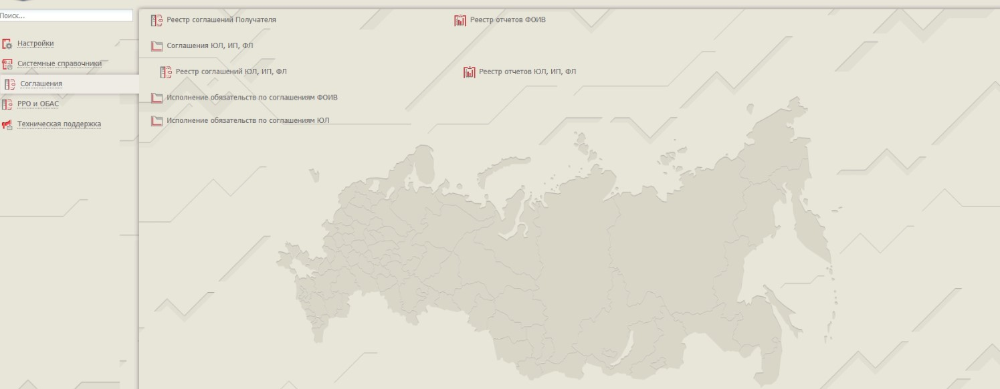 Поиск...
Настройки
Системные справочники
Соглашения
РРО и ОБАС
Техническая поддержка
Реестр соглашений Получателя
Реестр отчетов ФОИВ
Соглашения ЮЛ, ИП, ФЛ
Реестр соглашений ЮЛ, ИП, ФЛ
Реестр отчетов ЮЛ, ИП, ФЛ
Исполнение обязательств по соглашениям ФОИВ
Исполнение обязательств по соглашениям ЮЛ